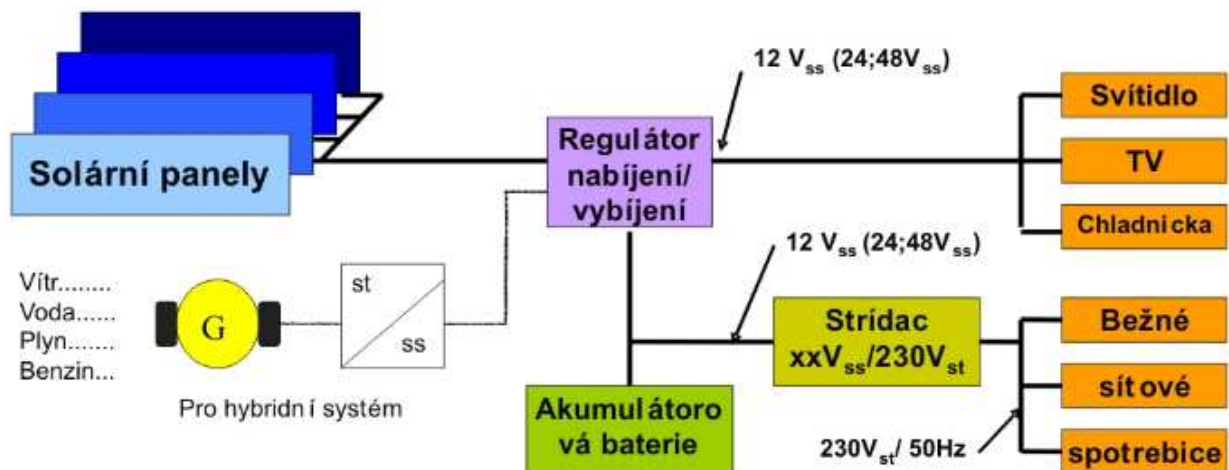 12 Vss (24;48Vss)
Svítidlo
Solární panely
Regulátor
nabíjení/
vybíjení
TV
Chladnicka
12 Vss (24;48Vss)
Vítr........
Voda......
Plyn.......
Benzin...
G
st
ss
Strídac
xxVss/230Vst
Bežné
síťové
spotrebice
Pro hybridní systém
Akumulátoro
vá baterie
230Vst/ 50Hz